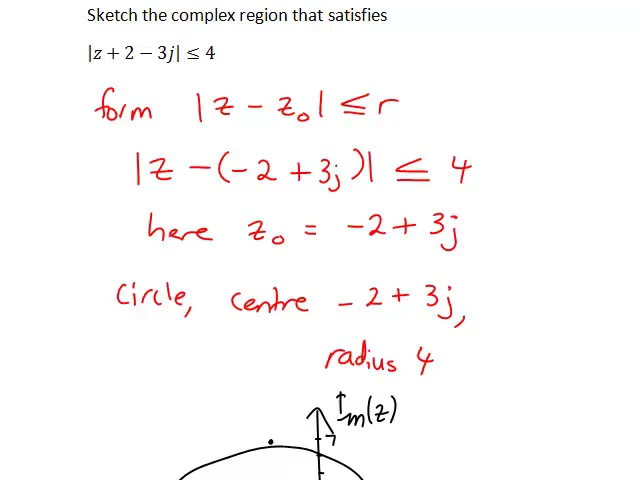 Sketch the complex region that satisfies
|z + 2 − 3j| ≤ 4
form |z - z₀| ≤ r
|z - (-2 + 3j)| ≤ 4
here z₀ = -2 + 3j
circle, centre -2 + 3j,
radius 4
Im(z)
7